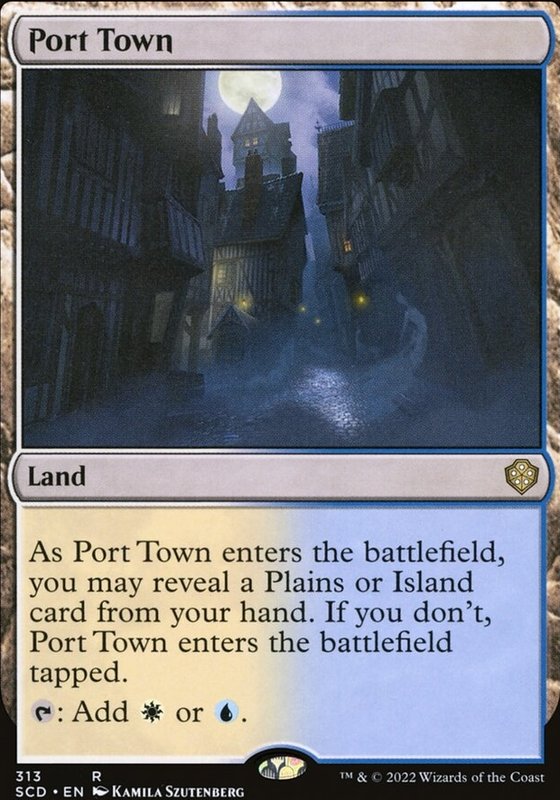 Port Town
Land
As Port Town enters the battlefield,
you may reveal a Plains or Island
card from your hand. If you don't,
Port Town enters the battlefield
tapped.
: Add or .
313 R
SCD • EN Kamila Szutenberg
™ & © 2022 Wizards of the Coast